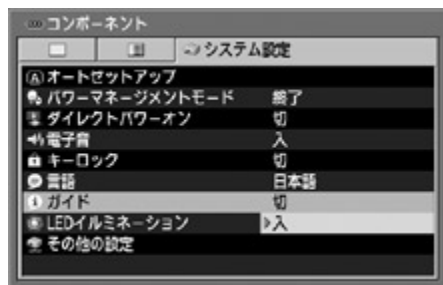 コンポーネント
システム設定
Ⓐオートセットアップ
パワーマネージメントモード 終了
ダイレクトパワーオン 切
電子音 入
キーロック 切
言語 日本語
ガイド 切
LEDイルミネーション 入
その他の設定